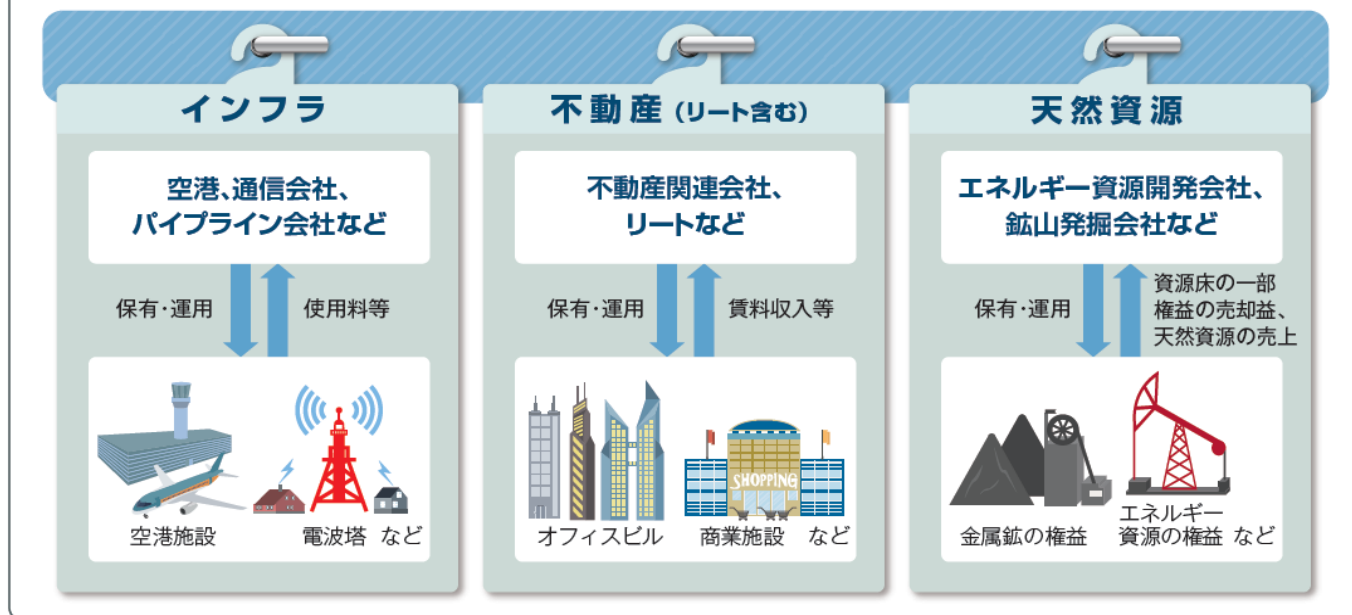 インフラ
空港、通信会社、
パイプライン会社など
保有・運用
使用料等
空港施設
電波塔 など
不動産（リート含む）
不動産関連会社、
リートなど
保有・運用
賃料収入等
SHOPPING
オフィスビル
商業施設 など
天然資源
エネルギー資源開発会社、
鉱山発掘会社など
保有・運用
資源床の一部
権益の売却益、
天然資源の売上
金属鉱の権益
エネルギー
資源の権益 など